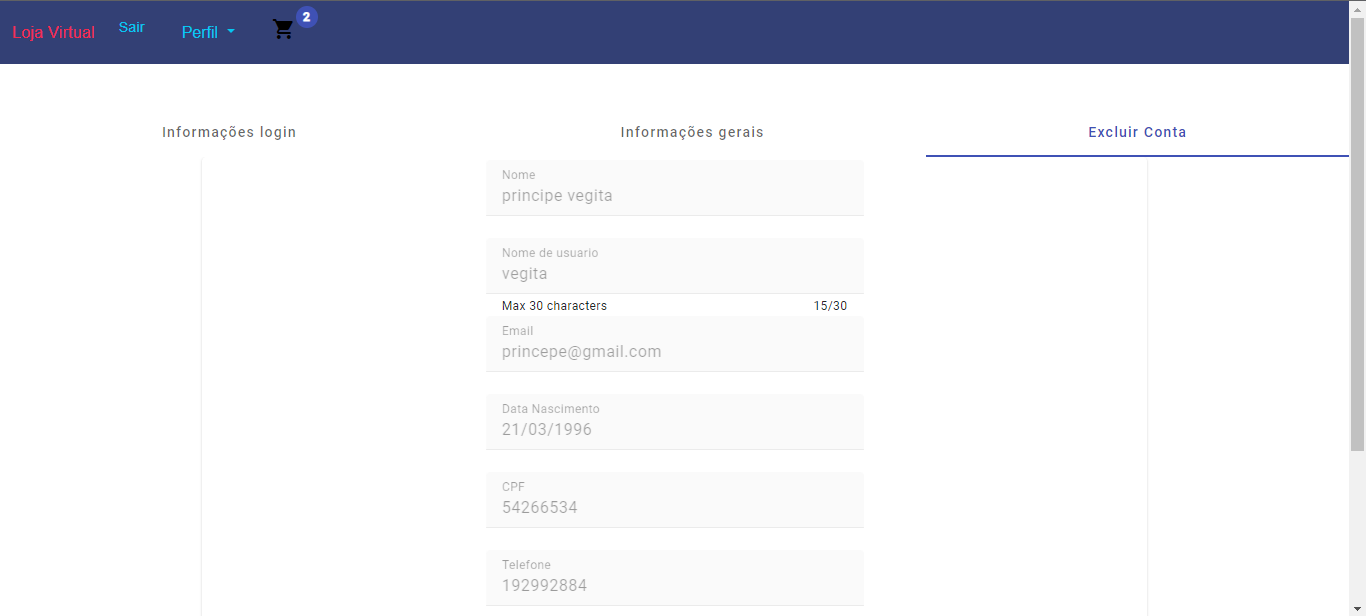 Loja Virtual Sair Perfil 2
Informações login Informações gerais Excluir Conta
Nome
principe vegita
Nome de usuario
vegita
Max 30 characters 15/30
Email
princepe@gmail.com
Data Nascimento
21/03/1996
CPF
54266534
Telefone
192992884